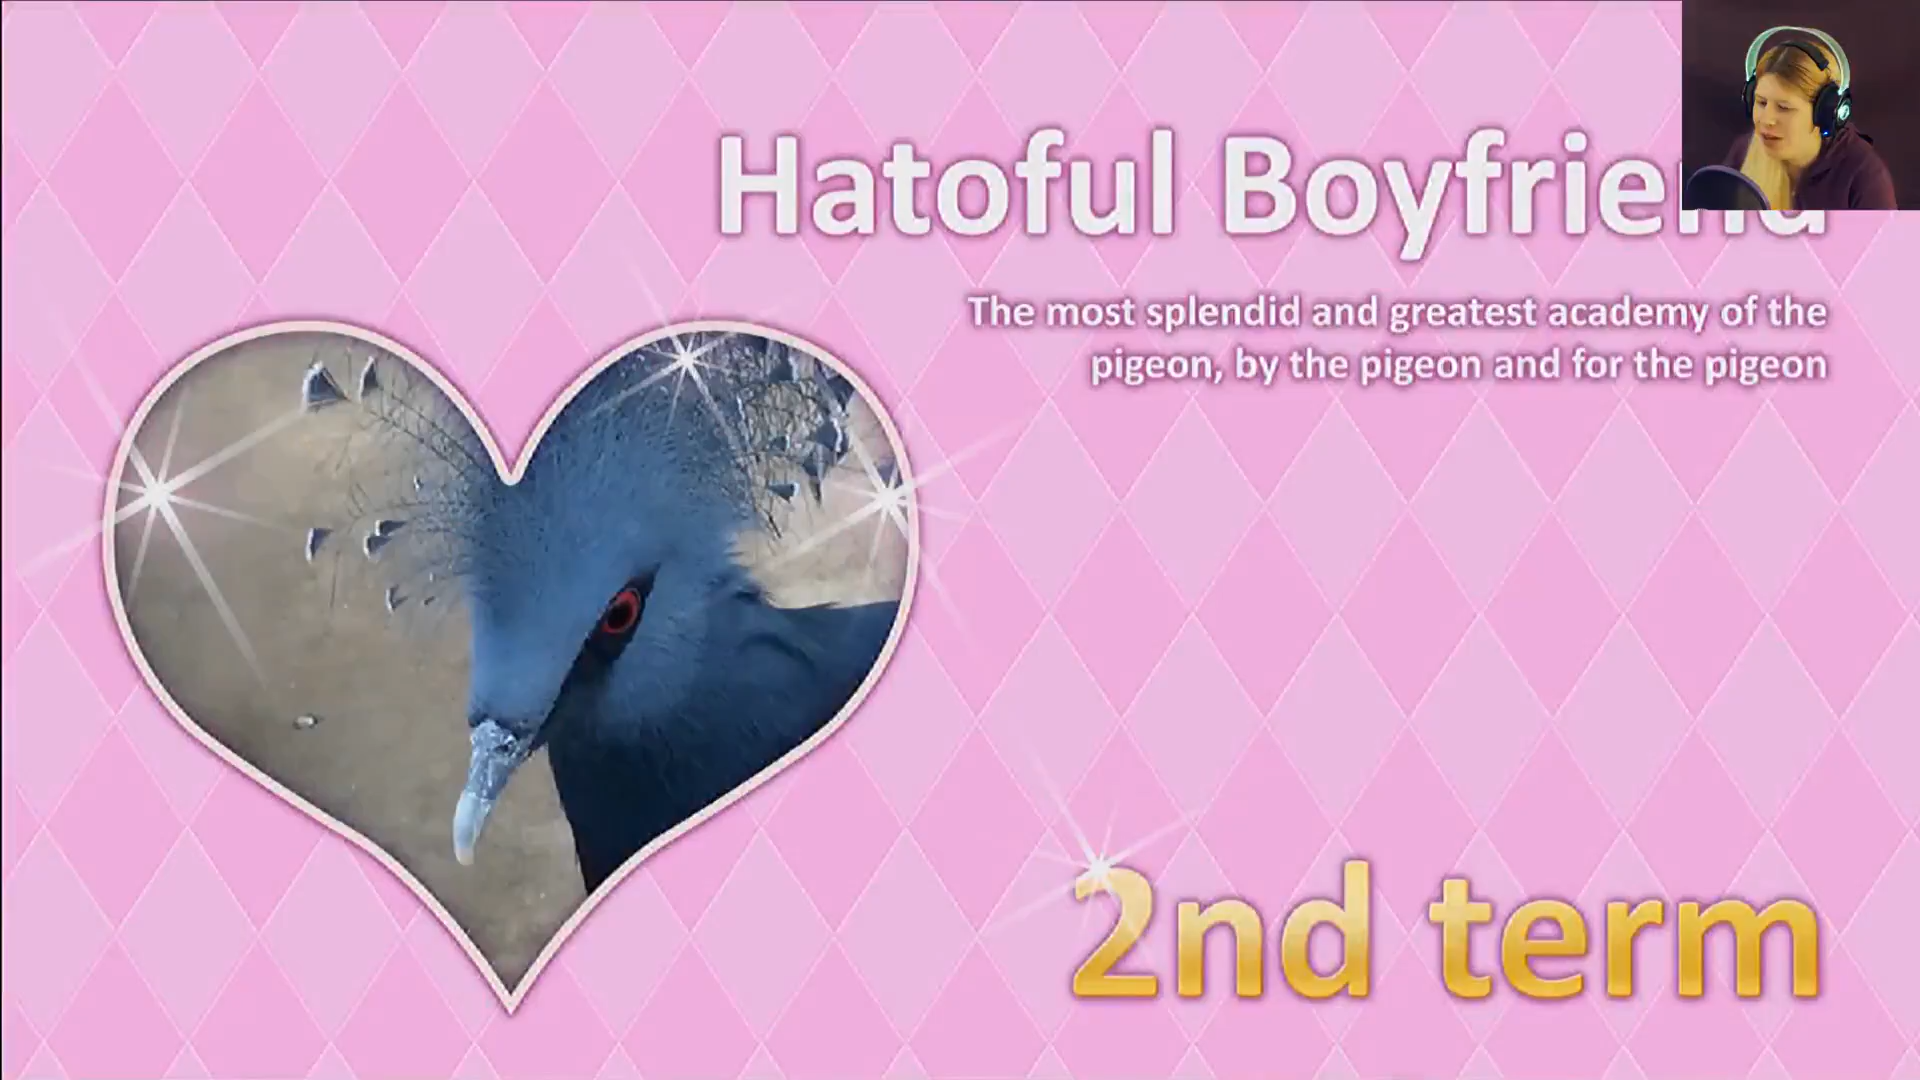 Hatoful Boyfriend
The most splendid and greatest academy of the
pigeon, by the pigeon and for the pigeon
2nd term